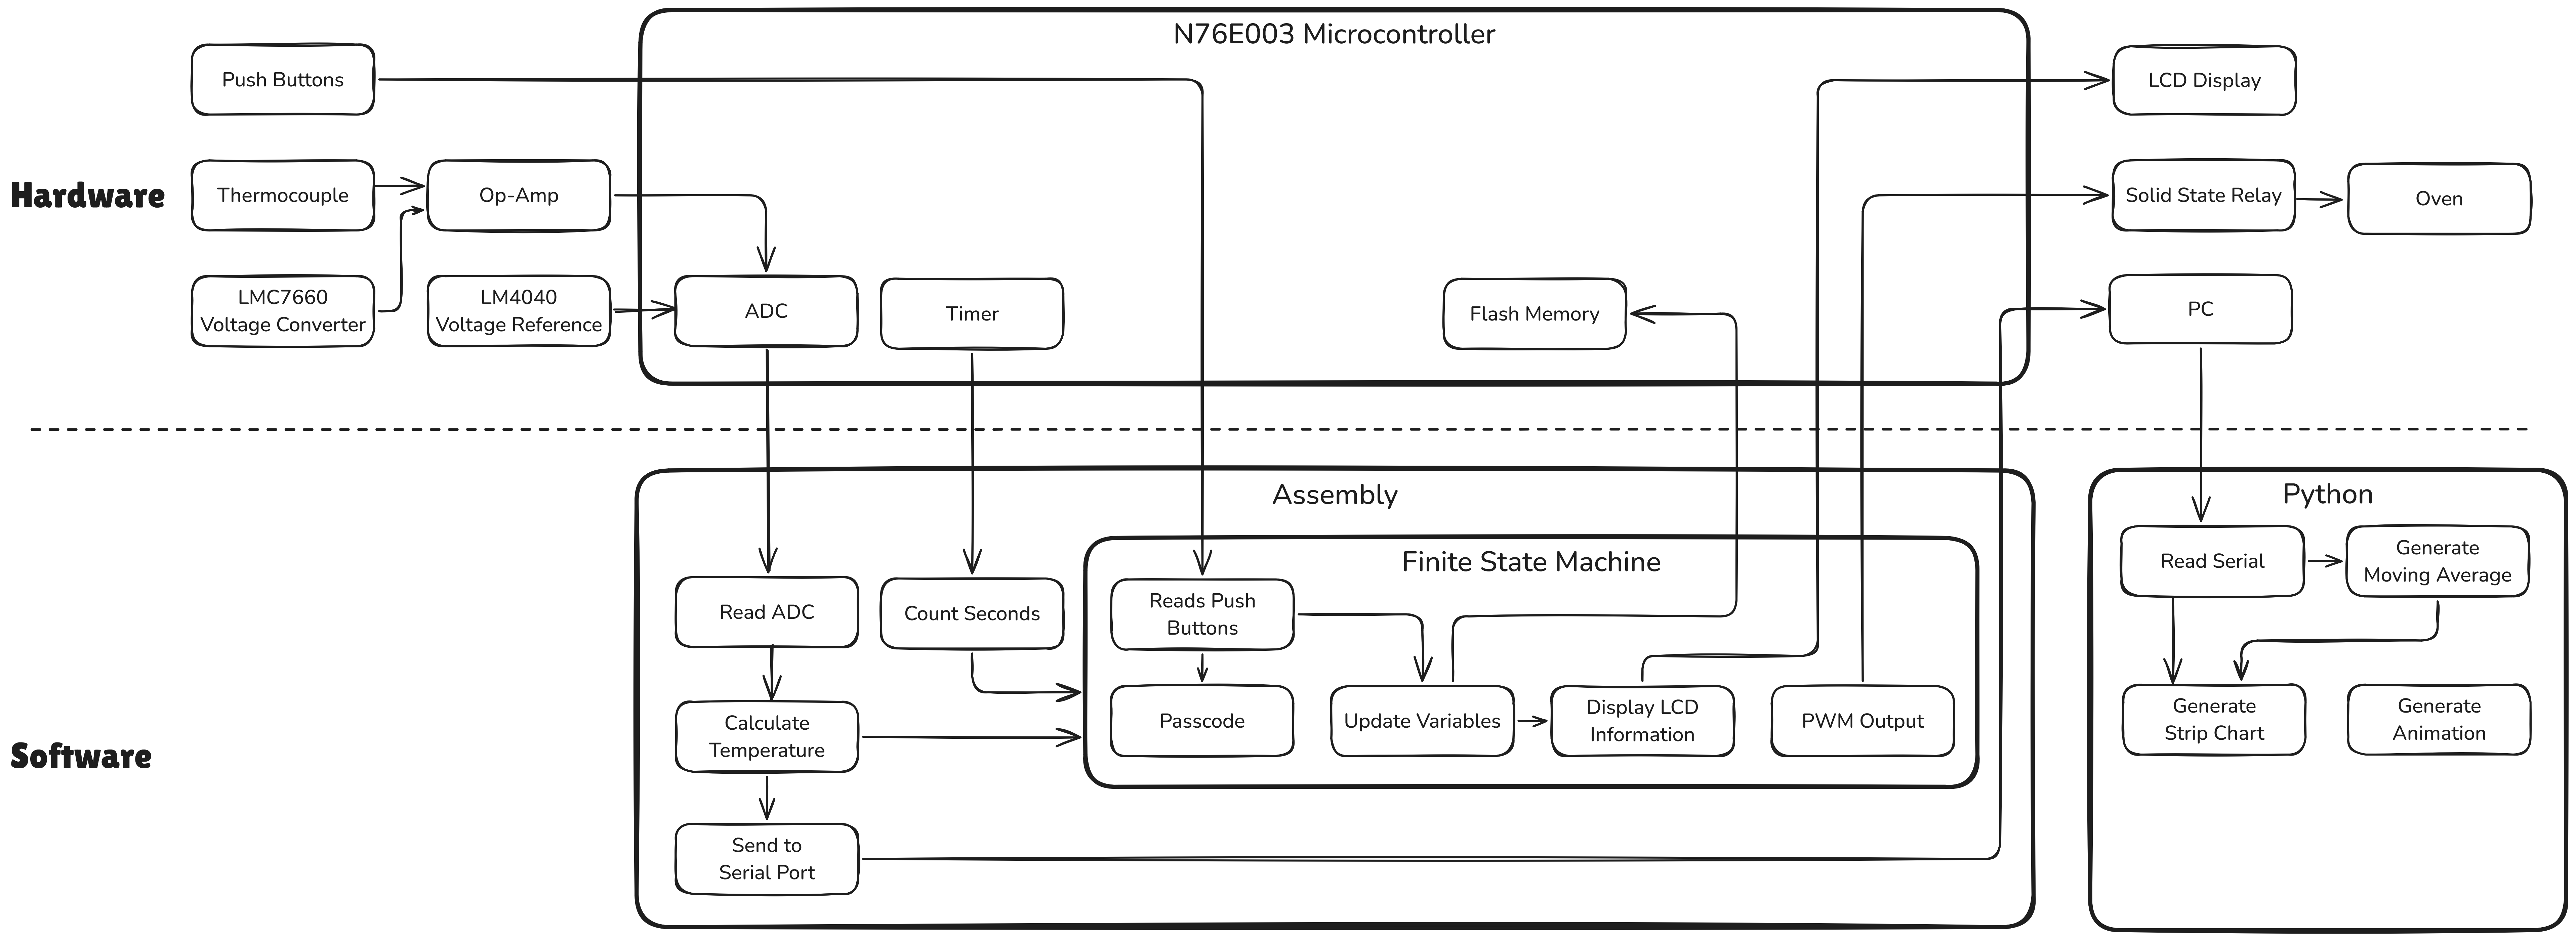 N76E003 Microcontroller
Push Buttons
LCD Display
Hardware
Thermocouple
Op-Amp
Solid State Relay
Oven
LMC7660
Voltage Converter
LM4040
Voltage Reference
ADC
Timer
Flash Memory
PC
Assembly
Python
Finite State Machine
Read ADC
Count Seconds
Reads Push
Buttons
Read Serial
Generate
Moving Average
Software
Calculate
Temperature
Passcode
Update Variables
Display LCD
Information
PWM Output
Generate
Strip Chart
Generate
Animation
Send to
Serial Port